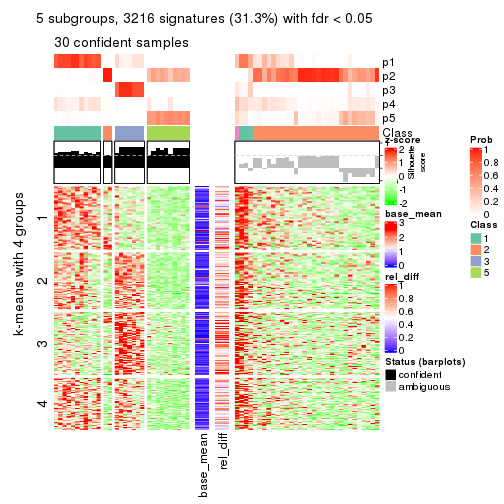 5 subgroups, 3216 signatures (31.3%) with fdr < 0.05
30 confident samples
p1
p2
p3
p4
p5
Class
Silhouette
score
k-means with 4 groups
1
2
3
4
base_mean
rel_diff
z-score
2
1
0
-1
-2
base_mean
3
2
1
0
rel_diff
1
0.8
0.6
0.4
0.2
0
Status (barplots)
confident
ambiguous
Prob
1
0.8
0.6
0.4
0.2
0
Class
1
2
3
5